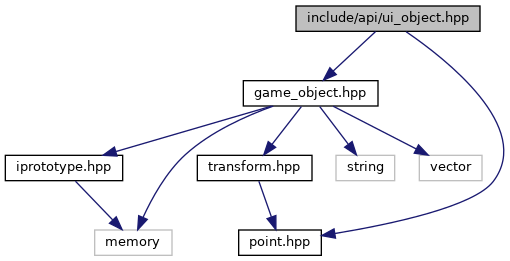 include/api/ui_object.hpp
game_object.hpp
iprototype.hpp
transform.hpp
string
vector
memory
point.hpp